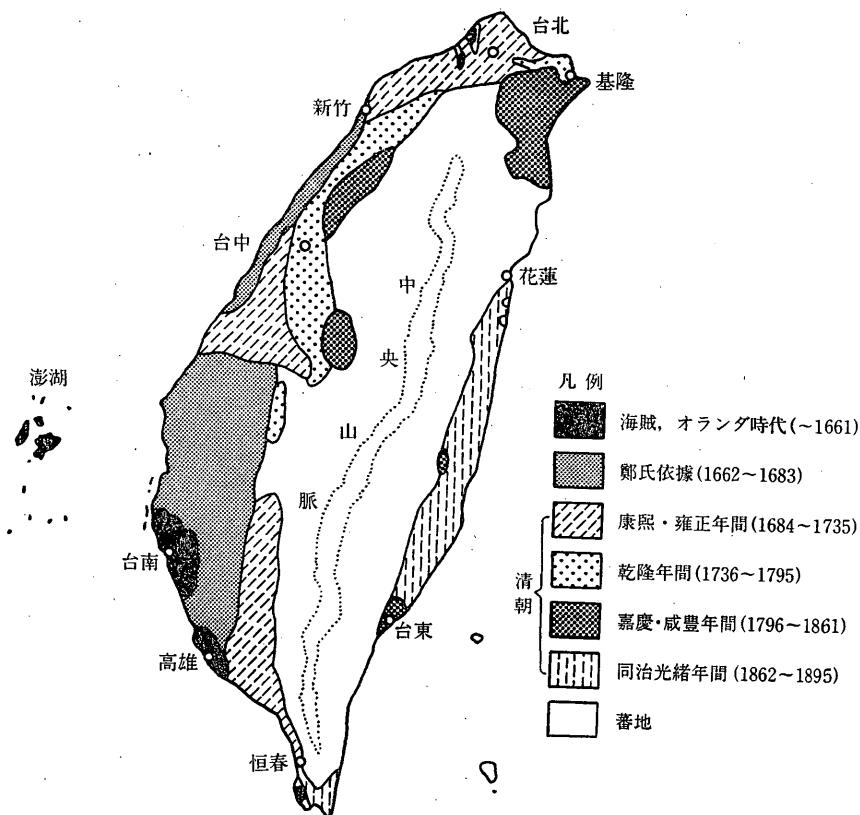 台北
基隆
新竹
台中
花蓮
中
央
山
脈
澎湖
台南
高雄
台東
恒春
凡例
海賊，オランダ時代(～1661)
鄭氏依據(1662～1683)
清朝
康熙・雍正年間(1684～1735)
乾隆年間(1736～1795)
嘉慶・咸豊年間(1796～1861)
同治光緒年間(1862～1895)
蕃地